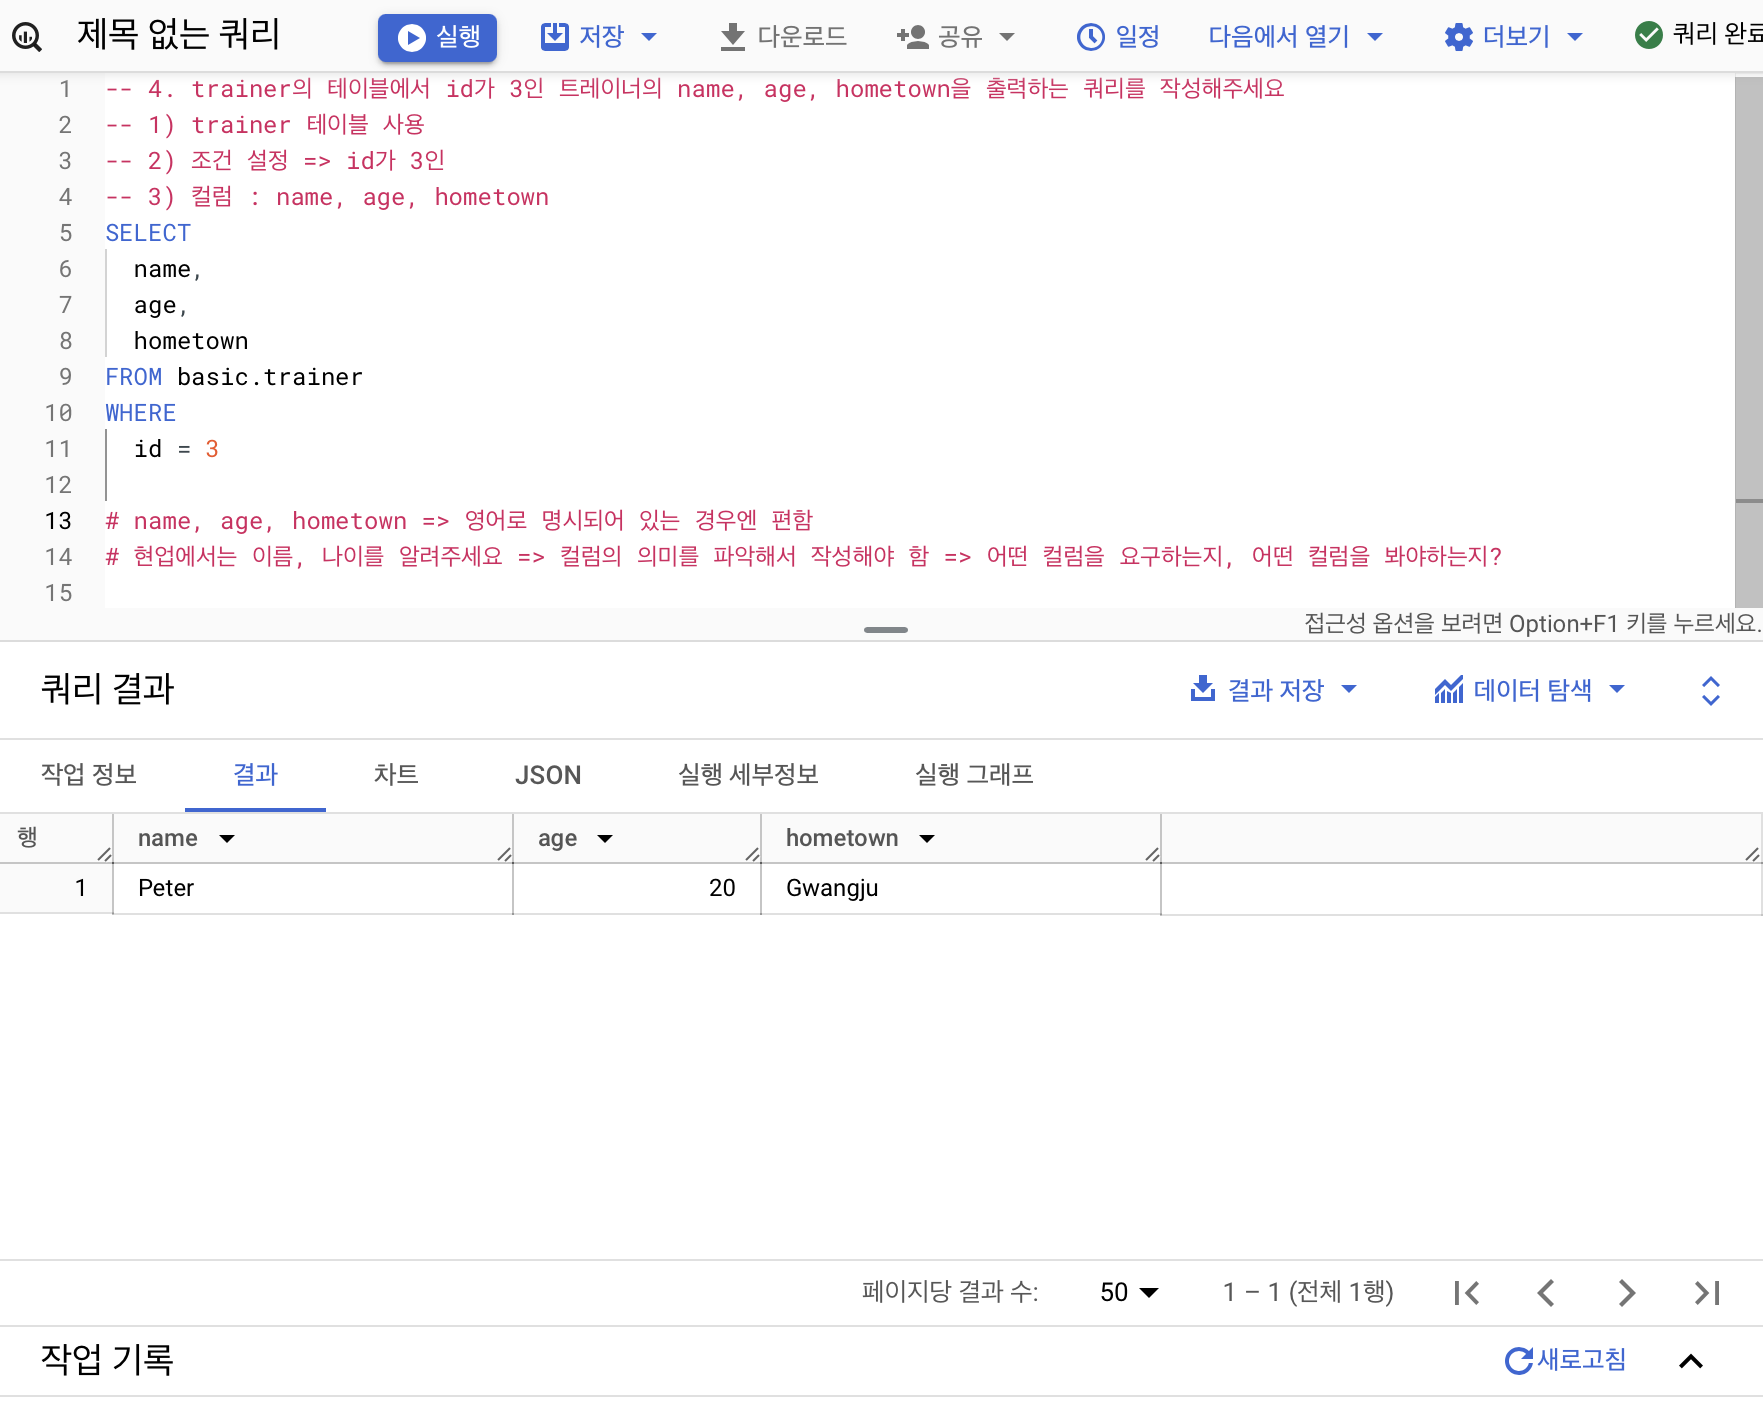 제목 없는 쿼리 실행 저장 다운로드 공유 일정 다음에서 열기 더보기 쿼리 완료
1 -- 4. trainer의 테이블에서 id가 3인 트레이너의 name, age, hometown을 출력하는 쿼리를 작성해주세요
2 -- 1) trainer 테이블 사용
3 -- 2) 조건 설정 => id가 3인
4 -- 3) 컬럼 : name, age, hometown
5 SELECT
6 name,
7 age,
8 hometown
9 FROM basic.trainer
10 WHERE
11 id = 3
12
13 # name, age, hometown => 영어로 명시되어 있는 경우엔 편함
14 # 현업에서는 이름, 나이를 알려주세요 => 컬럼의 의미를 파악해서 작성해야 함 => 어떤 컬럼을 요구하는지, 어떤 컬럼을 봐야하는지?
15
접근성 옵션을 보려면 Option+F1 키를 누르세요.
쿼리 결과 결과 저장 데이터 탐색
작업 정보 결과 차트 JSON 실행 세부정보 실행 그래프
행 name age hometown
1 Peter 20 Gwangju
페이지당 결과 수: 50 1 – 1 (전체 1행)
작업 기록 새로고침